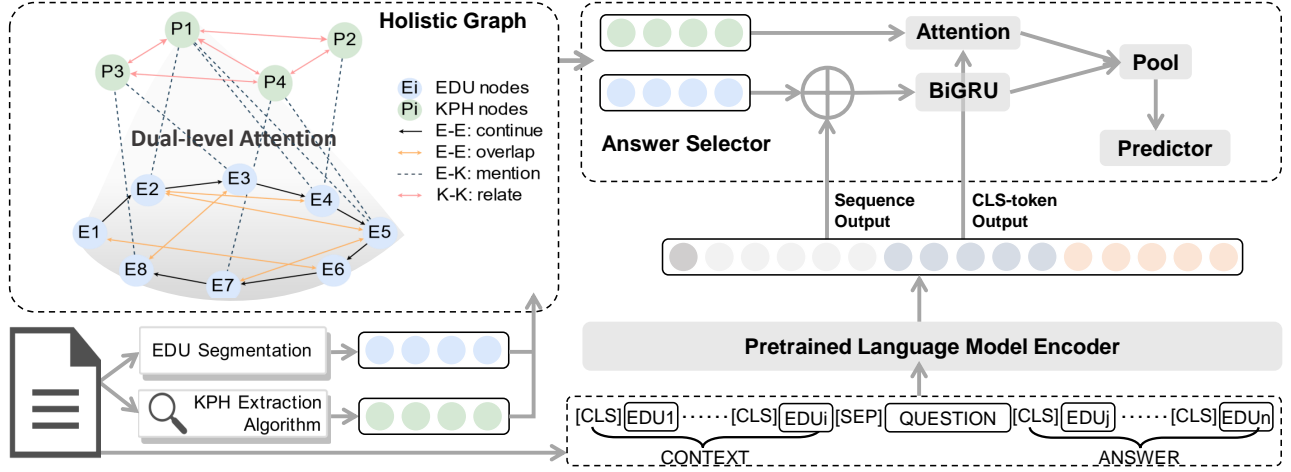 Holistic Graph
P1
P2
P3
P4
Ei EDU nodes
Pi KPH nodes
E-E: continue
E-E: overlap
E-K: mention
K-K: relate
Dual-level Attention
E1
E2
E3
E4
E5
E6
E7
E8
EDU Segmentation
KPH Extraction
Algorithm
Attention
BiGRU
Pool
Predictor
Answer Selector
Sequence
Output
CLS-token
Output
Pretrained Language Model Encoder
[CLS] EDU1 ······ [CLS] EDUi [SEP] QUESTION [CLS] EDUj ······ [CLS] EDUn
CONTEXT
ANSWER